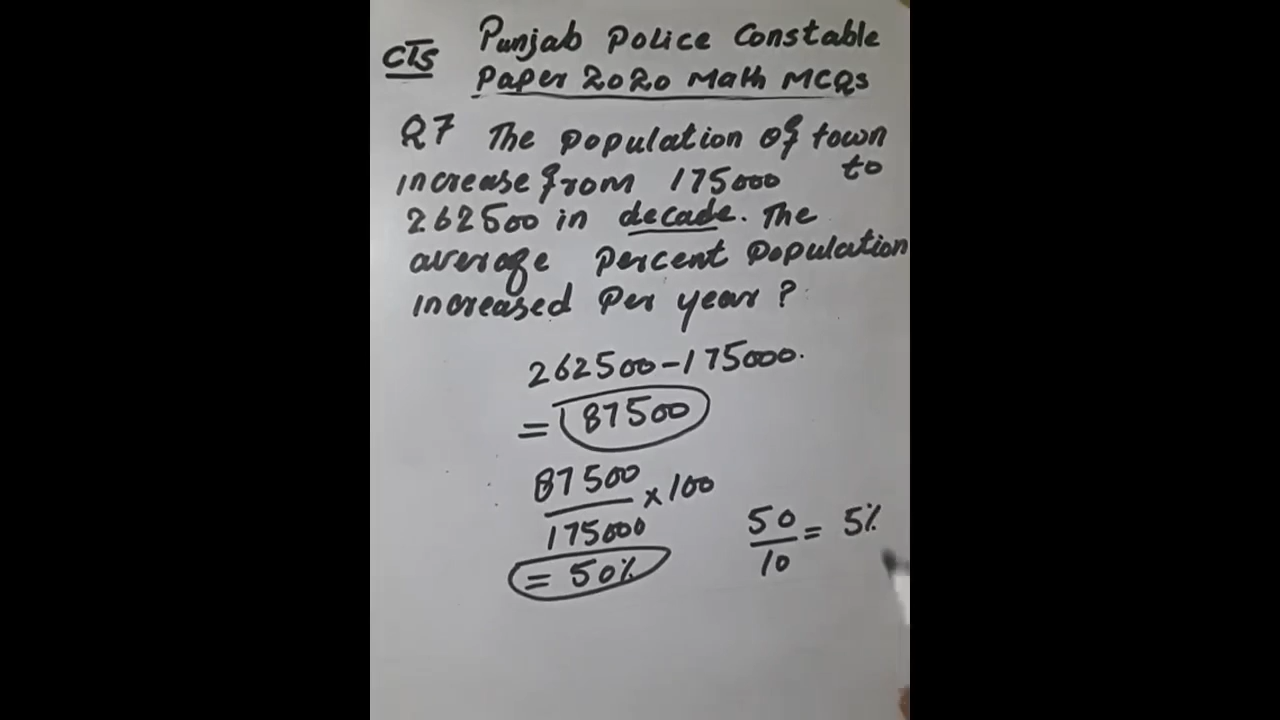 CTS Punjab Police Constable
Paper 2020 Math MCQs
Q7 The Population of town
increase from 175000 to
262500 in decade. The
average Percent Population
increased Per year?
262500-175000.
= 87500
87500
175000 × 100
= 50%
50
10 = 5%